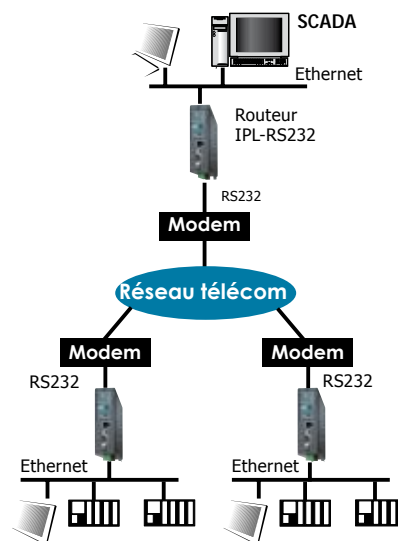 SCADA
Ethernet
Routeur
IPL-RS232
RS232
Modem
Réseau télécom
Modem
Modem
RS232
RS232
Ethernet
Ethernet